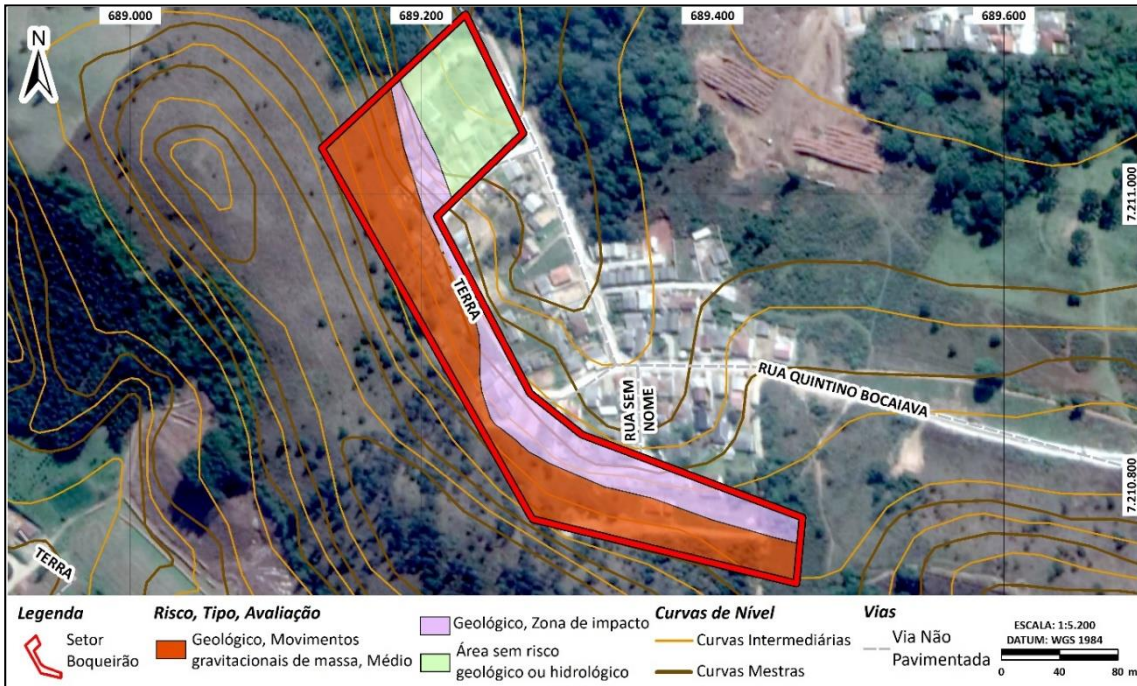 689.000
689.200
689.400
689.600
N
7.211.000
TERRA
RUA SEM
NOME
RUA QUINTINO BOCAIAVA
7.210.800
TERRA
Legenda
Setor
Boqueirão
Risco, Tipo, Avaliação
Geológico, Movimentos
gravitacionais de massa, Médio
Geológico, Zona de impacto
Área sem risco
geológico ou hidrológico
Curvas de Nível
Curvas Intermediárias
Curvas Mestras
Vias
Via Não
Pavimentada
ESCALA: 1:5.200
DATUM: WGS 1984
0 40 80 m